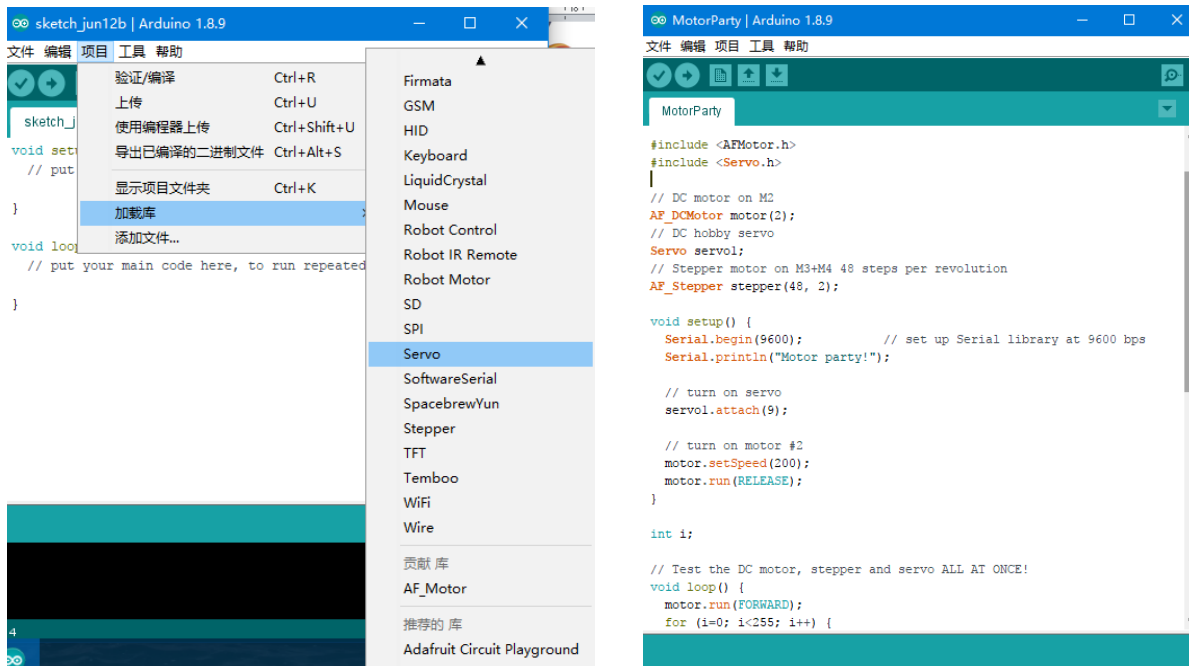 sketch_jun12b | Arduino 1.8.9
文件 编辑 项目 工具 帮助
验证/编译 Ctrl+R
上传 Ctrl+U
使用编程器上传 Ctrl+Shift+U
导出已编译的二进制文件 Ctrl+Alt+S
显示项目文件夹 Ctrl+K
加载库
添加文件...
sketch_j
void setu
// put
}
void loop
// put your main code here, to run repeated
}
4
Firmata
GSM
HID
Keyboard
LiquidCrystal
Mouse
Robot Control
Robot IR Remote
Robot Motor
SD
SPI
Servo
SoftwareSerial
SpacebrewYun
Stepper
TFT
Temboo
WiFi
Wire
贡献 库
AF_Motor
推荐的 库
Adafruit Circuit Playground
MotorParty | Arduino 1.8.9
文件 编辑 项目 工具 帮助
MotorParty
#include <AFMotor.h>
#include <Servo.h>
// DC motor on M2
AF_DCMotor motor(2);
// DC hobby servo
Servo servo1;
// Stepper motor on M3+M4 48 steps per revolution
AF_Stepper stepper(48, 2);
void setup() {
Serial.begin(9600); // set up Serial library at 9600 bps
Serial.println("Motor party!");
// turn on servo
servo1.attach(9);
// turn on motor #2
motor.setSpeed(200);
motor.run(RELEASE);
}
int i;
// Test the DC motor, stepper and servo ALL AT ONCE!
void loop() {
motor.run(FORWARD);
for (i=0; i<255; i++) {